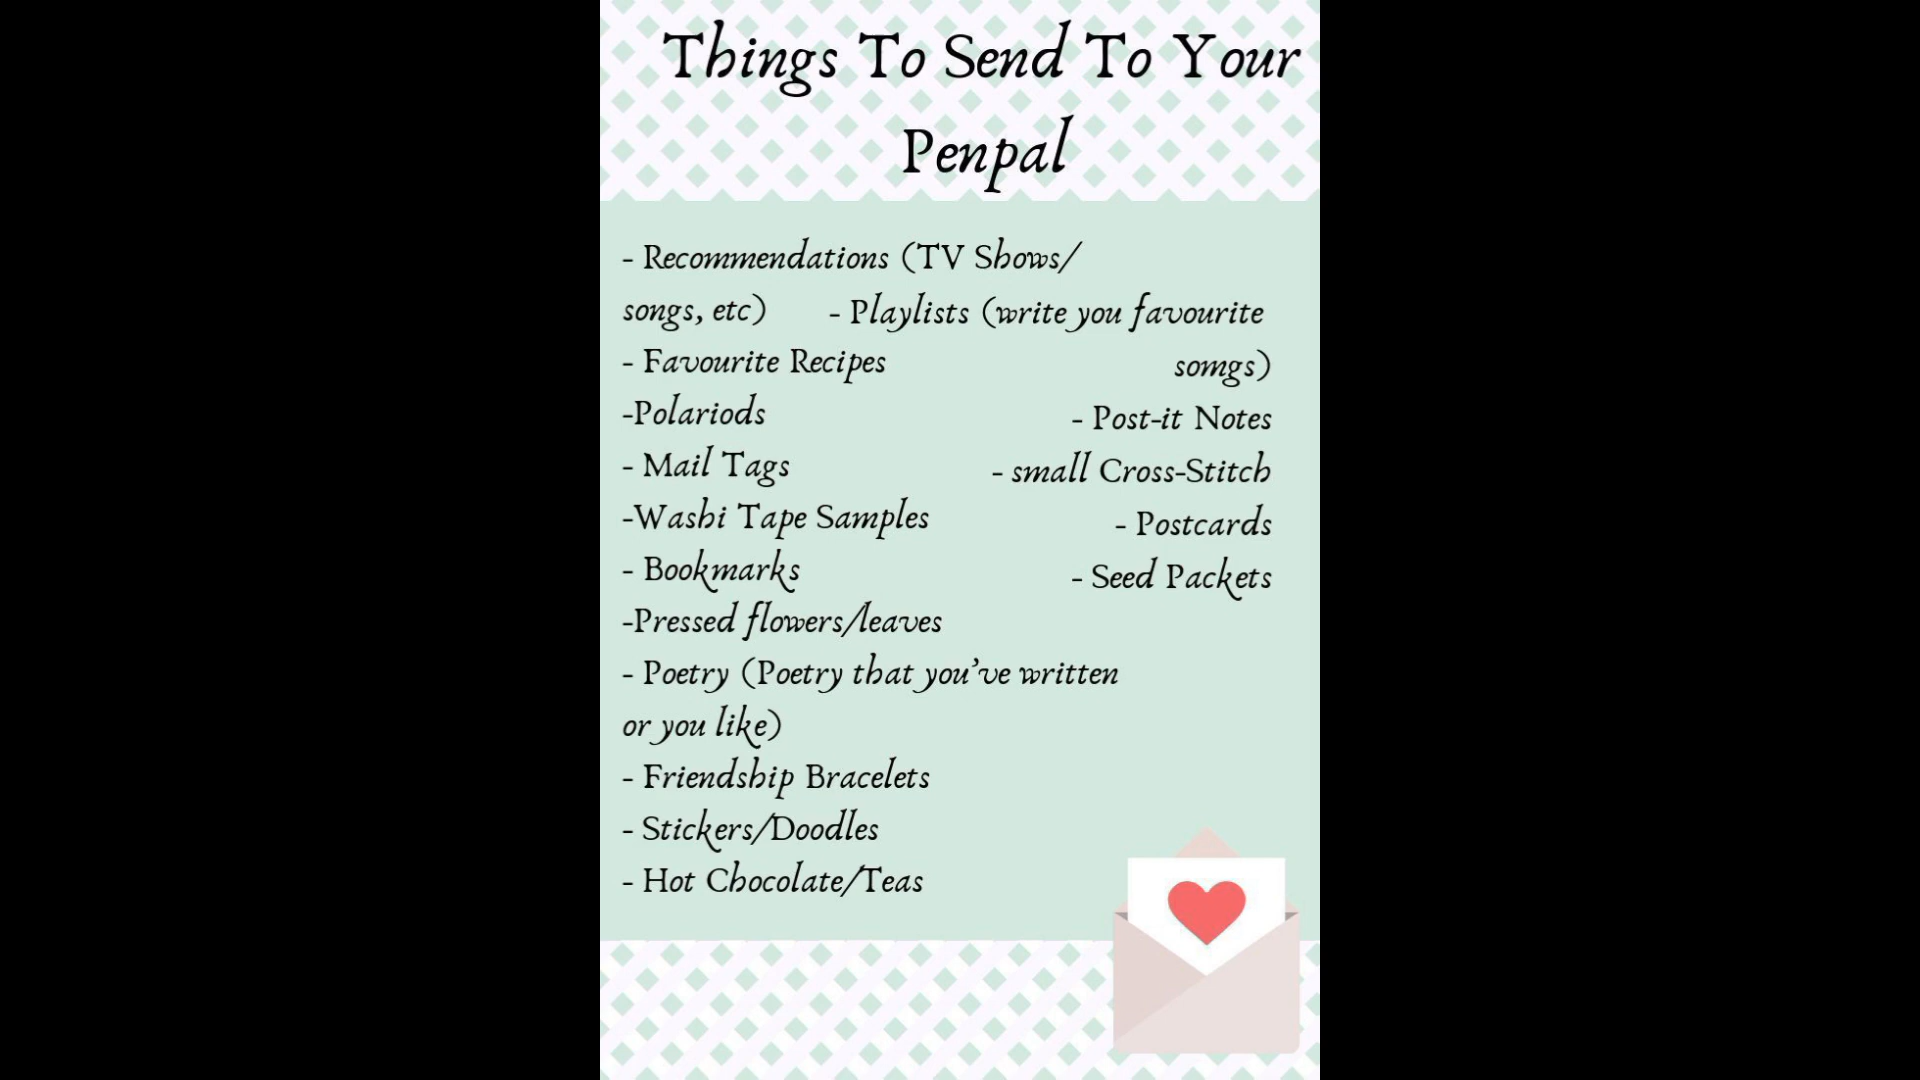 Things To Send To Your
Penpal
- Recommendations (TV Shows/
songs, etc)
- Favourite Recipes
-Polariods
- Mail Tags
-Washi Tape Samples
- Bookmarks
-Pressed flowers/leaves
- Poetry (Poetry that you've written
or you like)
- Friendship Bracelets
- Stickers/Doodles
- Hot Chocolate/Teas
- Playlists (write you favourite
somgs)
- Post-it Notes
- small Cross-Stitch
- Postcards
- Seed Packets